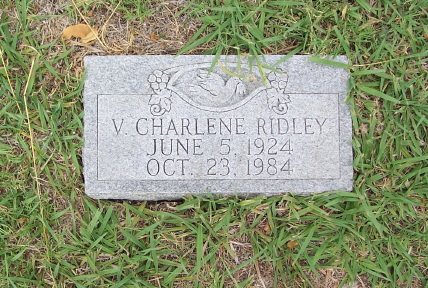 V. CHARLENE RIDLEY
JUNE 5, 1924
OCT. 23, 1984